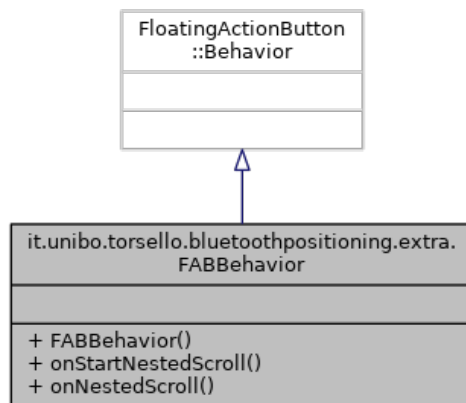 FloatingActionButton
::Behavior
it.unibo.torsello.bluetoothpositioning.extra.
FABBehavior
+ FABBehavior()
+ onStartNestedScroll()
+ onNestedScroll()